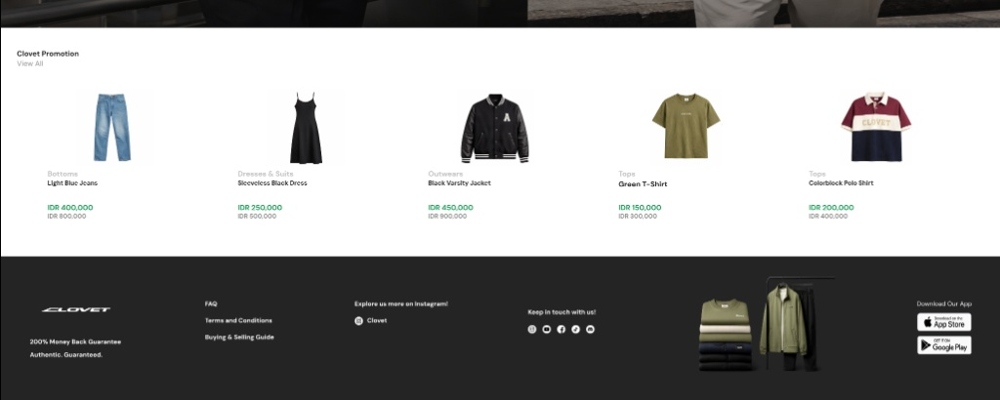 Clovet Promotion
View All
A
CLOVET
Bottoms
Light Blue Jeans
IDR 400,000
IDR 800,000
Dresses & Suits
Sleeveless Black Dress
IDR 250,000
IDR 500,000
Outwears
Black Varsity Jacket
IDR 450,000
IDR 900,000
Tops
Green T-Shirt
IDR 150,000
IDR 300,000
Tops
Colorblock Polo Shirt
IDR 200,000
IDR 400,000
CLOVET
200% Money Back Guarantee
Authentic. Guaranteed.
FAQ
Terms and Conditions
Buying & Selling Guide
Explore us more on Instagram!
Clovet
Keep in touch with us!
Download Our App
Download on the
App Store
GET IT ON
Google Play